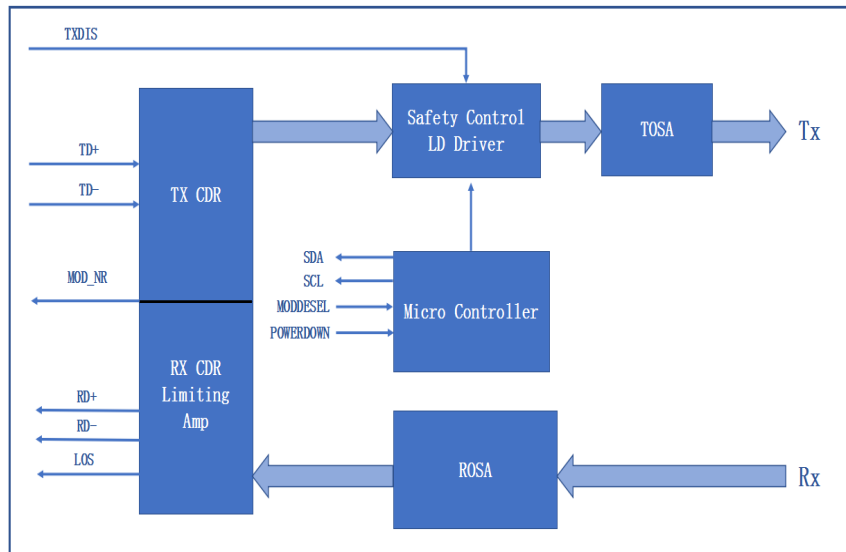 TXDIS
Safety Control
LD Driver
TOSA
Tx
TD+
TD-
TX CDR
MOD_NR
SDA
SCL
MODDESEL
POWERDOWN
Micro Controller
RX CDR
Limiting
Amp
RD+
RD-
LOS
ROSA
Rx